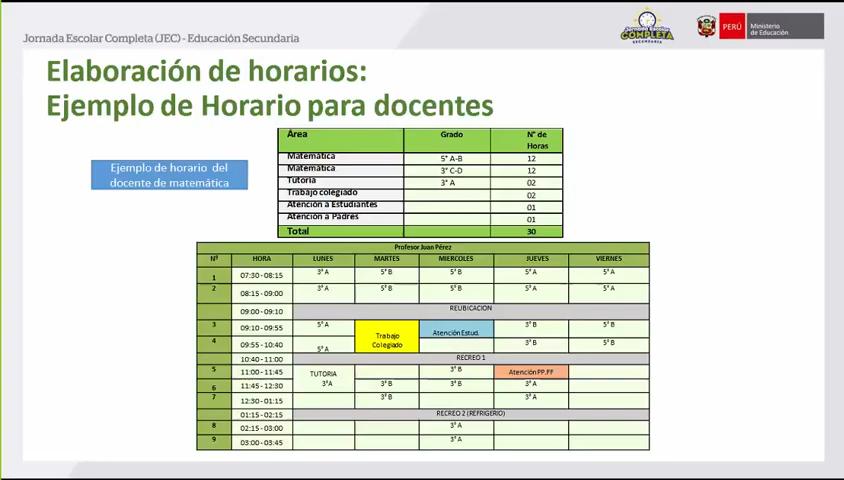 Jornada Escolar Completa (JEC) - Educación Secundaria
Jornada Escolar
COMPLETA
SECUNDARIA
PERÚ Ministerio de Educación
Elaboración de horarios:
Ejemplo de Horario para docentes
Ejemplo de horario del
docente de matemática
Área Grado N° de Horas
Matemática 5° A-B 12
Matemática 3° C-D 12
Tutoría 3° A 02
Trabajo colegiado 02
Atención a Estudiantes 01
Atención a Padres 01
Total 30
Profesor Juan Pérez
Nº HORA LUNES MARTES MIERCOLES JUEVES VIERNES
1 07:30 - 08:15 3° A 5° B 5° B 5° A 5° A
2 08:15 - 09:00 3° A 5° B 5° B 5° A 5° A
09:00 - 09:10 REUBICACION
3 09:10 - 09:55 5° A Trabajo Colegiado Atención Estud. 3° B 5° B
4 09:55 - 10:40 5° A 3° B 5° B
10:40 - 11:00 RECREO 1
5 11:00 - 11:45 TUTORIA 3°A 3° B Atención PP.FF
6 11:45 - 12:30 3° B 3° B 3° A
7 12:30 - 01:15 3° B 3° A
01:15 - 02:15 RECREO 2 (REFRIGERIO)
8 02:15 - 03:00 3° A
9 03:00 - 03:45 3° A